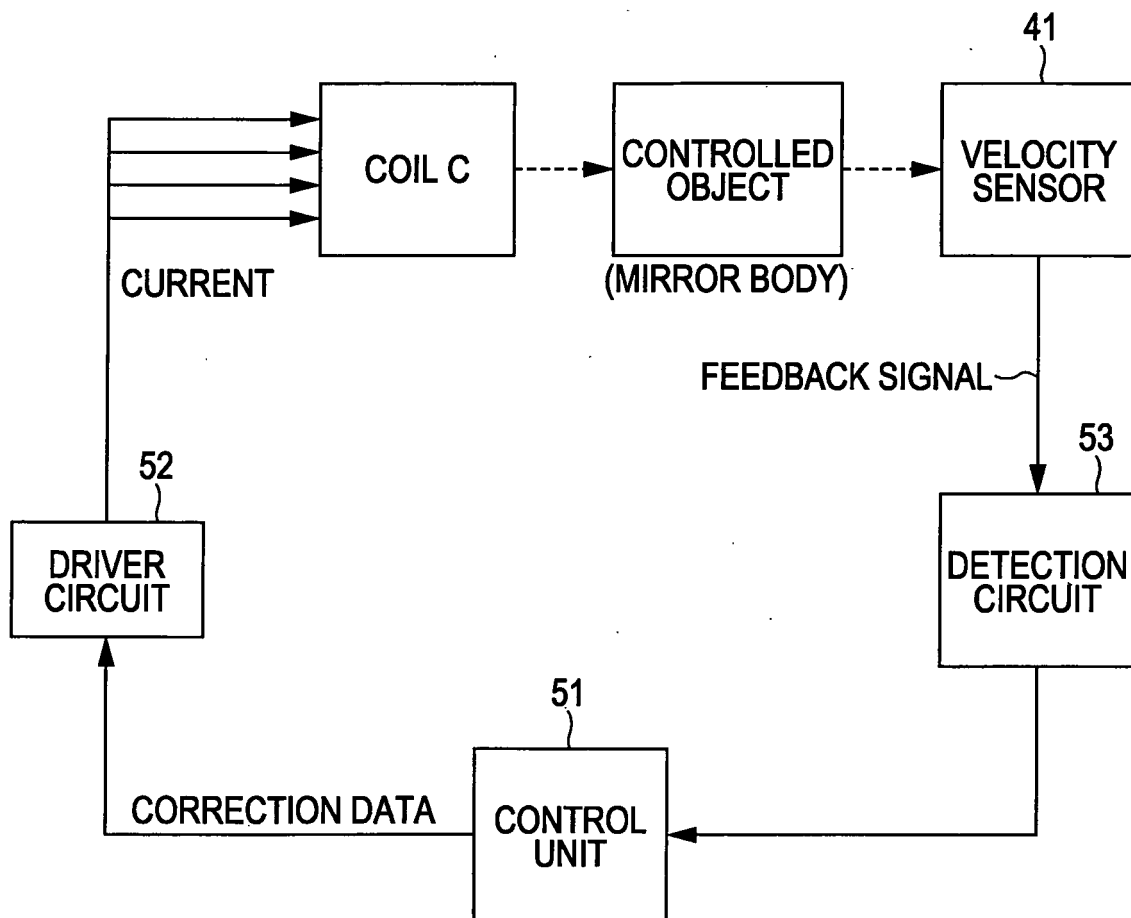 41
COIL C
CONTROLLED
OBJECT
(MIRROR BODY)
VELOCITY
SENSOR
CURRENT
FEEDBACK SIGNAL
52
53
DRIVER
CIRCUIT
DETECTION
CIRCUIT
51
CORRECTION DATA
CONTROL
UNIT